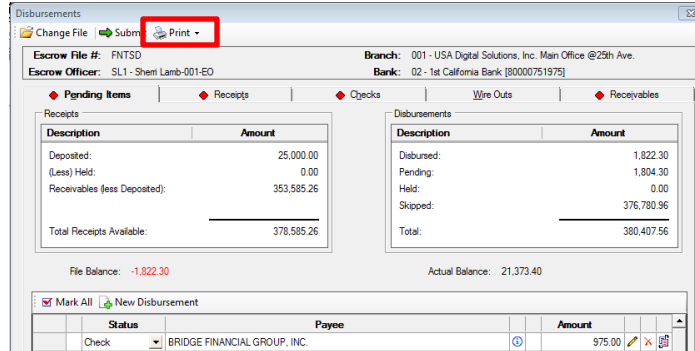 Disbursements
Change File Submit Print
Escrow File #: FNTSD Branch: 001 - USA Digital Solutions, Inc. Main Office @25th Ave.
Escrow Officer: SL1 - Sherri Lamb-001-EO Bank: 02 - 1st California Bank [80000751975]
Pending Items Receipts Checks Wire Outs Receivables
Receipts Disbursements
Description Amount Description Amount
Deposited: 25,000.00 Disbursed: 1,822.30
(Less) Held: 0.00 Pending: 1,804.30
Receivables (less Deposited): 353,585.26 Held: 0.00
Skipped: 376,780.96
Total Receipts Available: 378,585.26 Total: 380,407.56
File Balance: -1,822.30 Actual Balance: 21,373.40
Mark All New Disbursement
Status Payee Amount
Check BRIDGE FINANCIAL GROUP, INC. 975.00